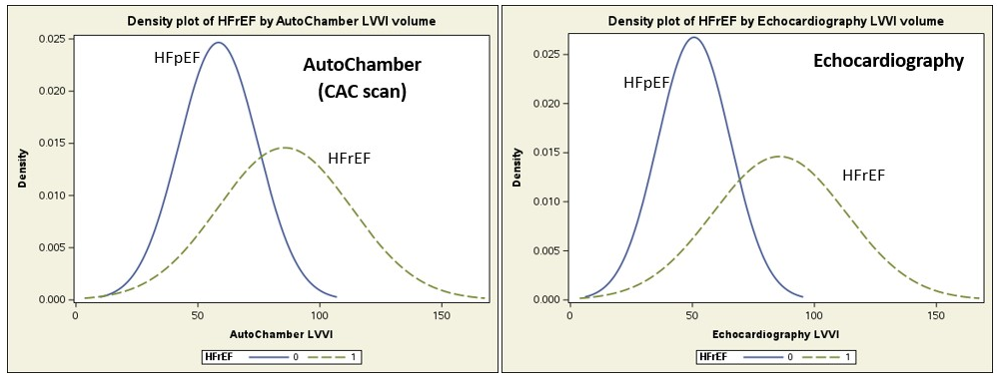 Density plot of HFrEF by AutoChamber LVVI volume
0.025
0.020
0.015
0.010
0.005
0.000
Density
HFpEF
AutoChamber
(CAC scan)
HFrEF
0 50 100 150
AutoChamber LVVI
HFrEF 0 1
Density plot of HFrEF by Echocardiography LVVI volume
0.025
0.020
0.015
0.010
0.005
0.000
Density
Echocardiography
HFpEF
HFrEF
0 50 100 150
Echocardiography LVVI
HFrEF 0 1